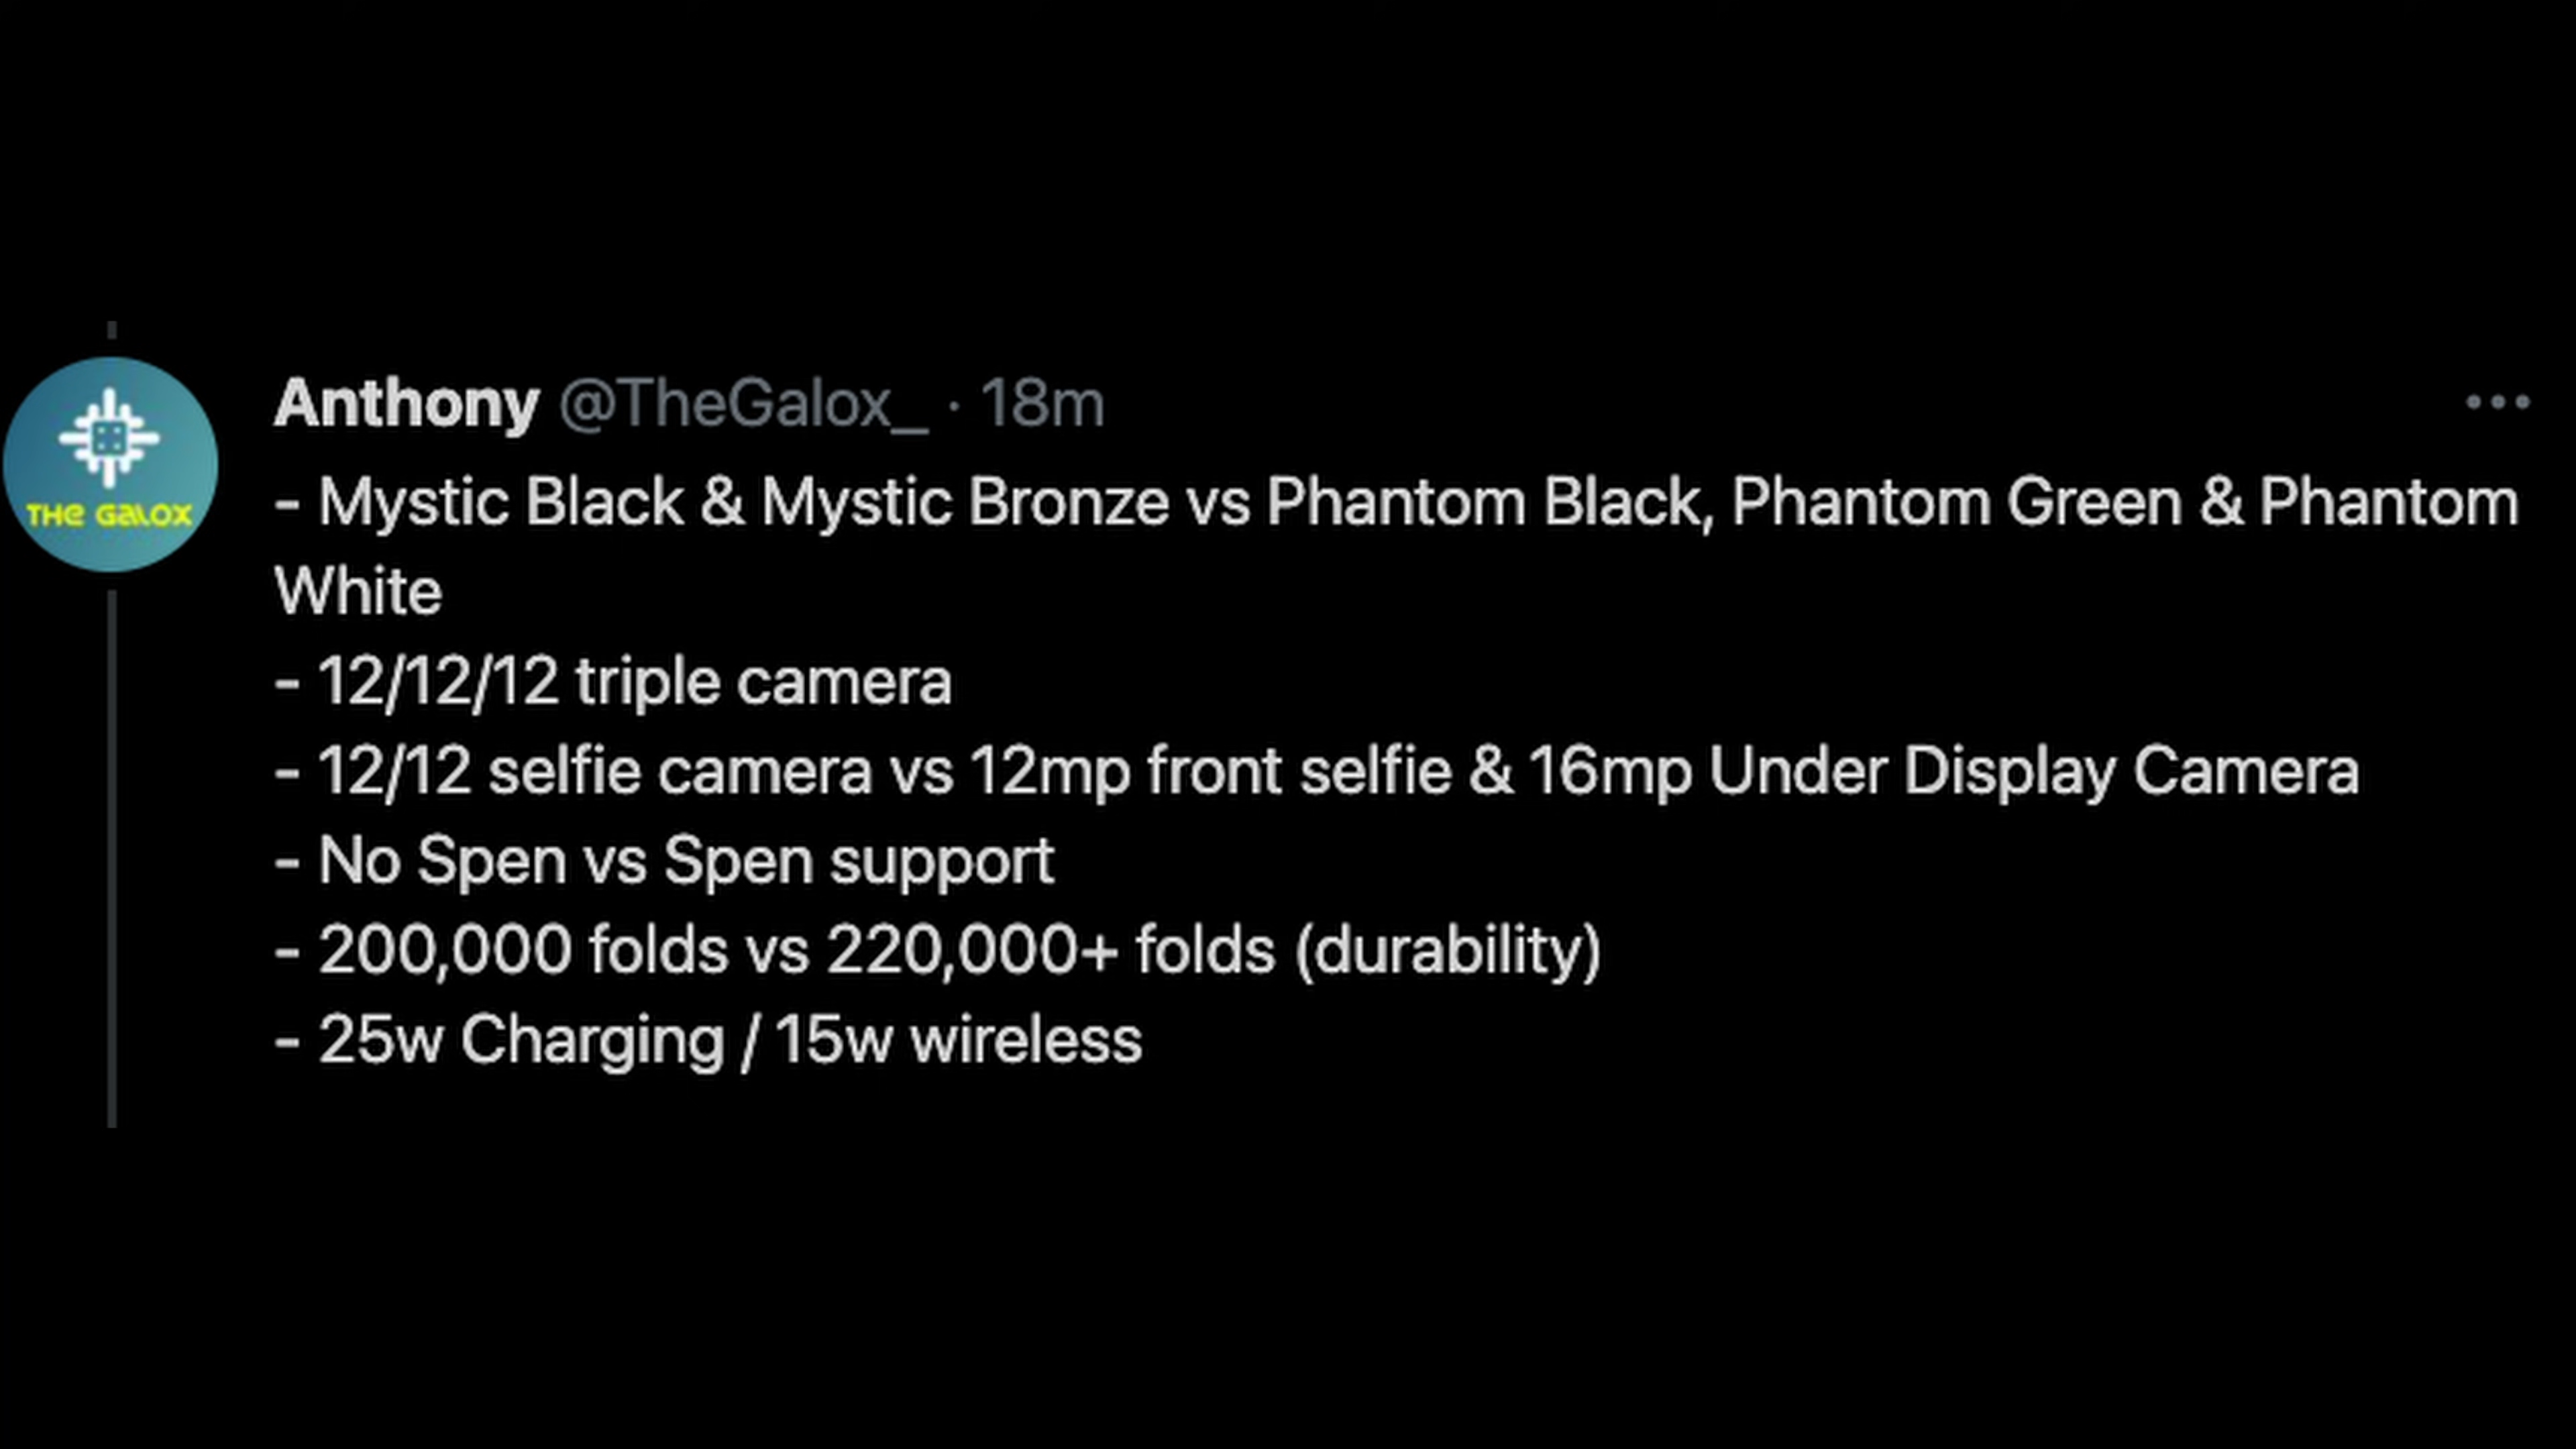 Anthony @TheGalox_ · 18m
THE GALOX
- Mystic Black & Mystic Bronze vs Phantom Black, Phantom Green & Phantom
White
- 12/12/12 triple camera
- 12/12 selfie camera vs 12mp front selfie & 16mp Under Display Camera
- No Spen vs Spen support
- 200,000 folds vs 220,000+ folds (durability)
- 25w Charging / 15w wireless